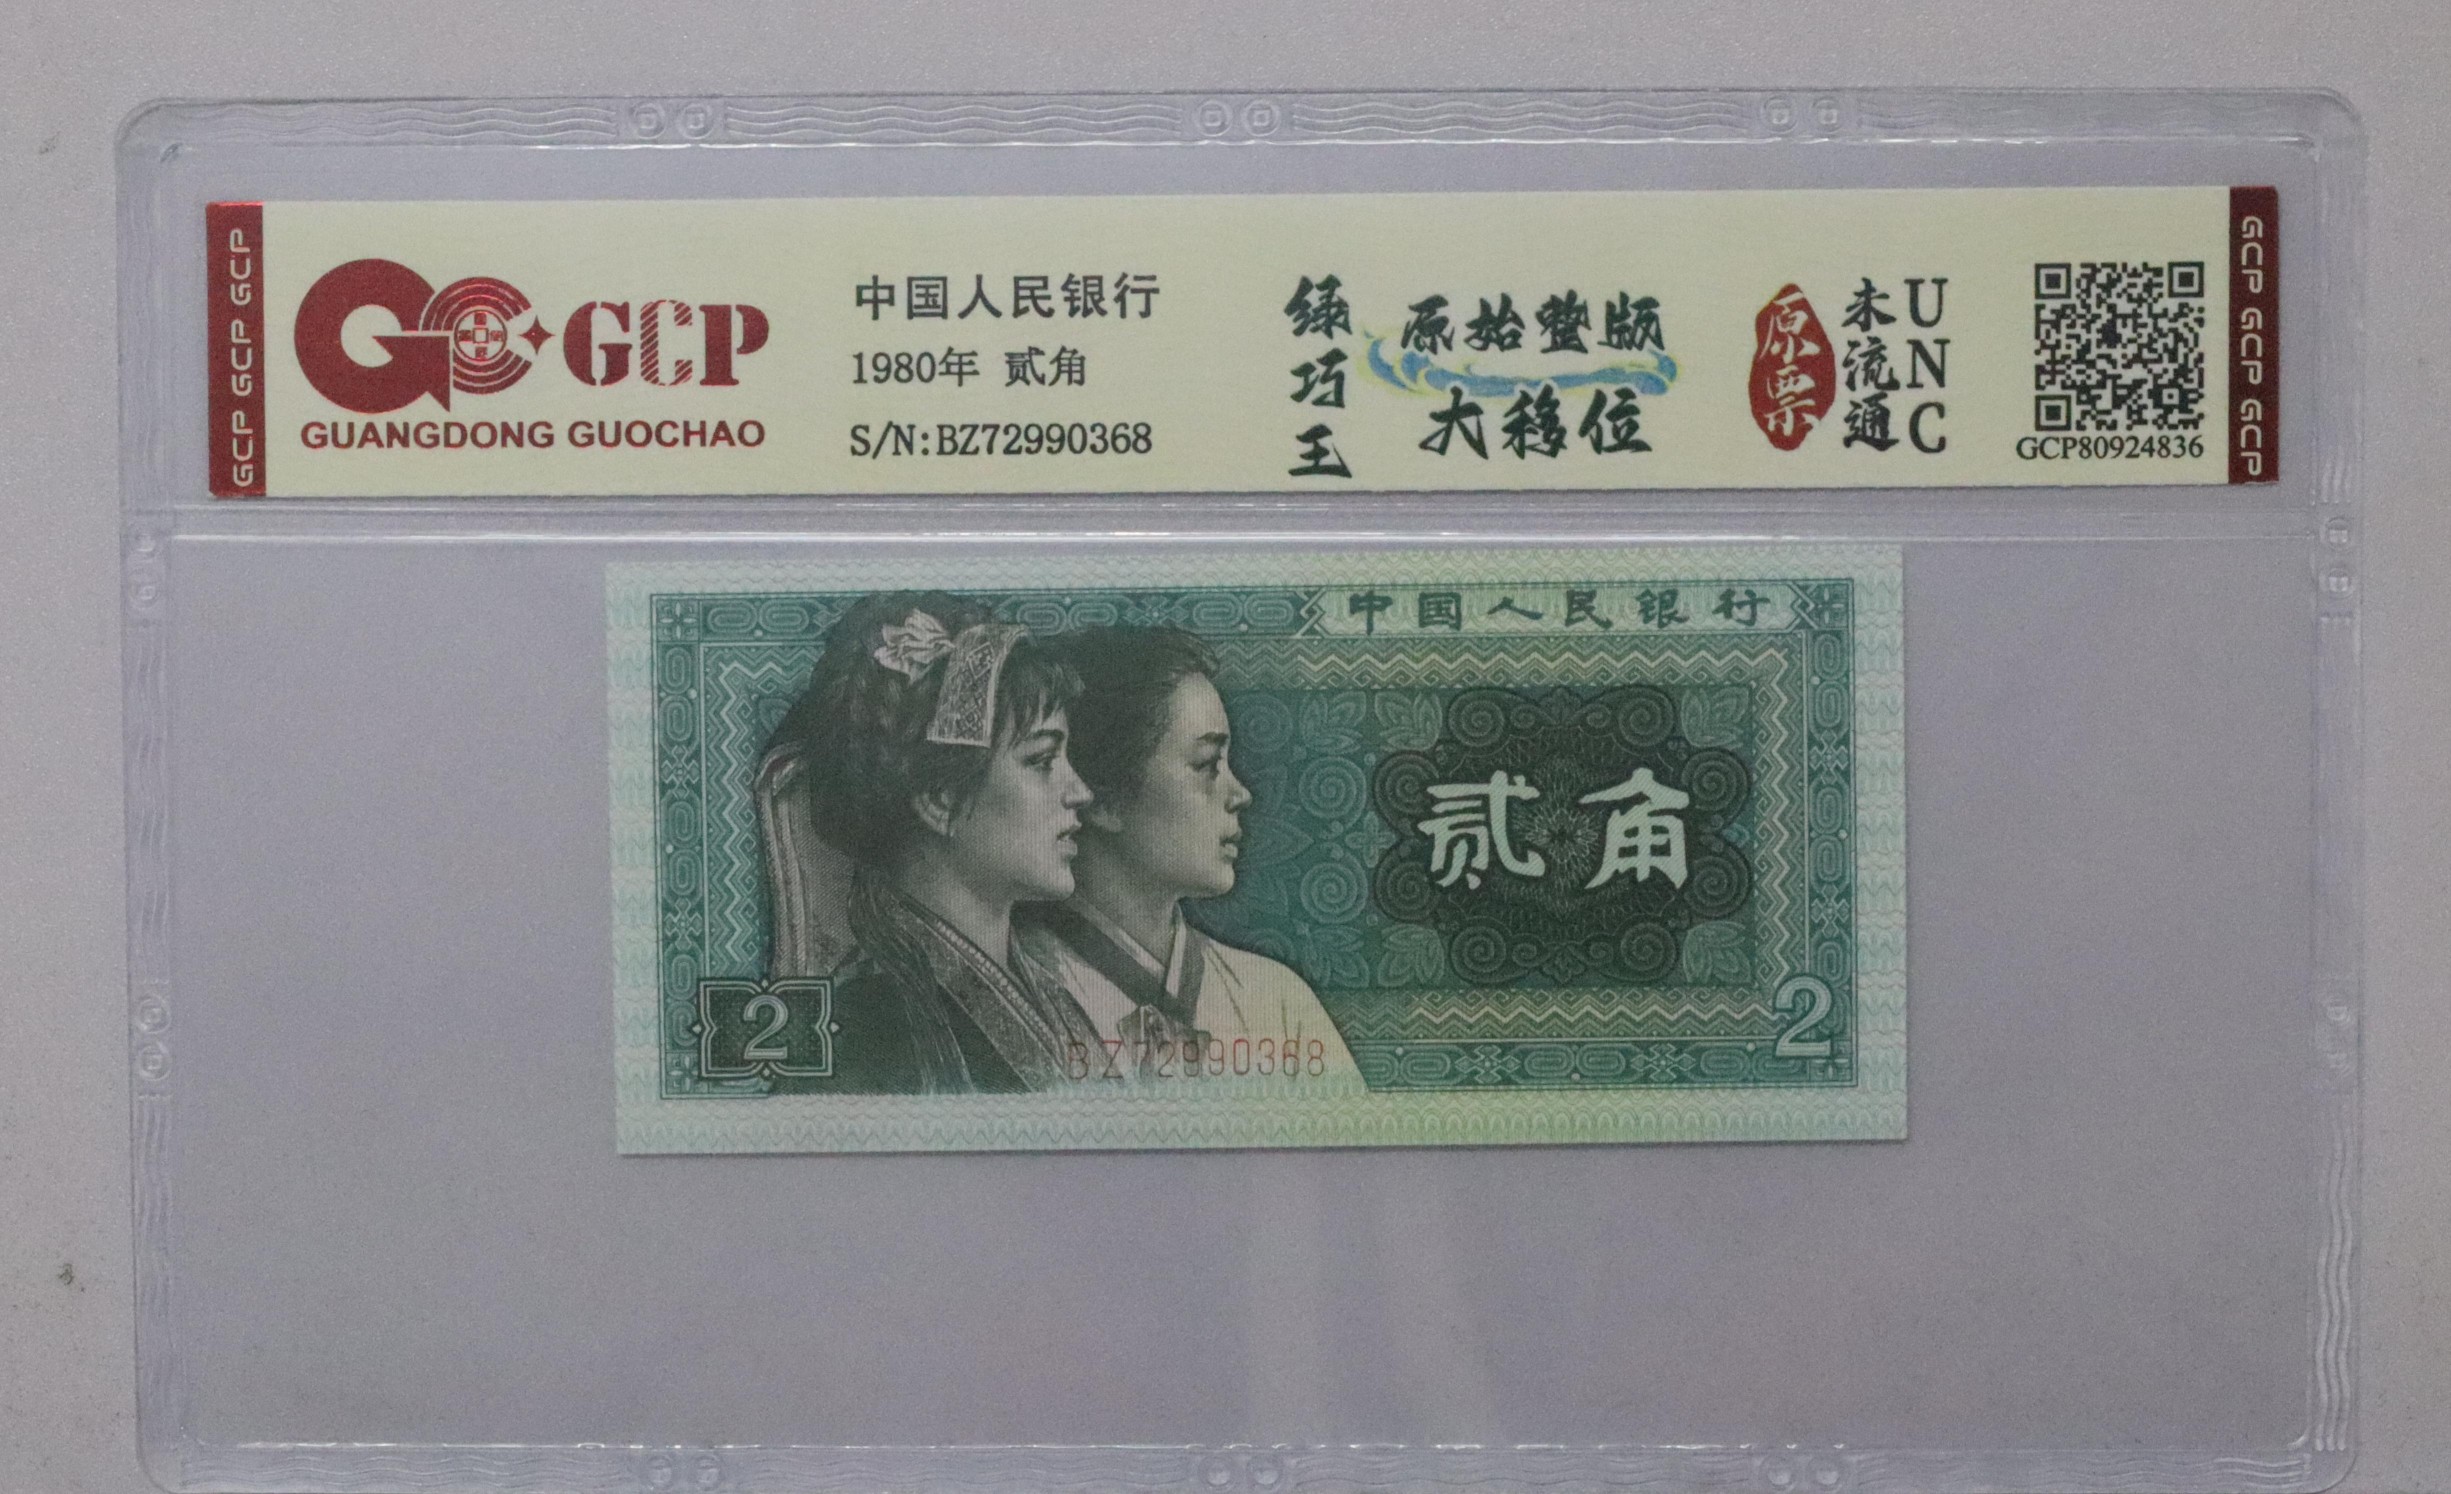 GCP GCP GCP
GCP
GUANGDONG GUOCHAO
中国人民银行
1980年 贰角
S/N:BZ72990368
绿巧王
原始整版
大移位
原票
未流通
UNC
GCP80924836
GCP GCP GCP
中国人民银行
贰角
2
2
BZ72990368